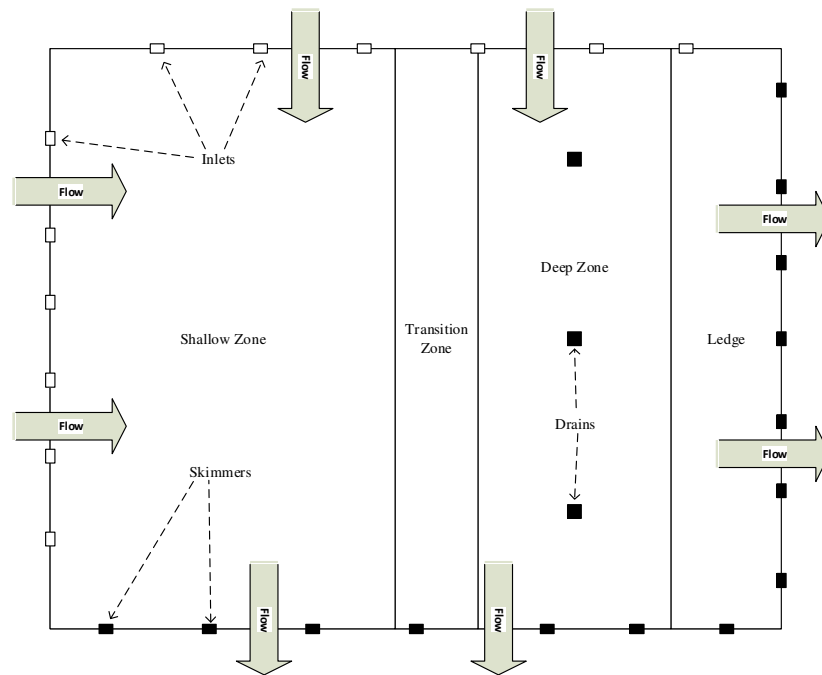 Flow
Flow
Inlets
Flow
Flow
Deep Zone
Shallow Zone
Transition
Zone
Ledge
Flow
Drains
Flow
Skimmers
Flow
Flow